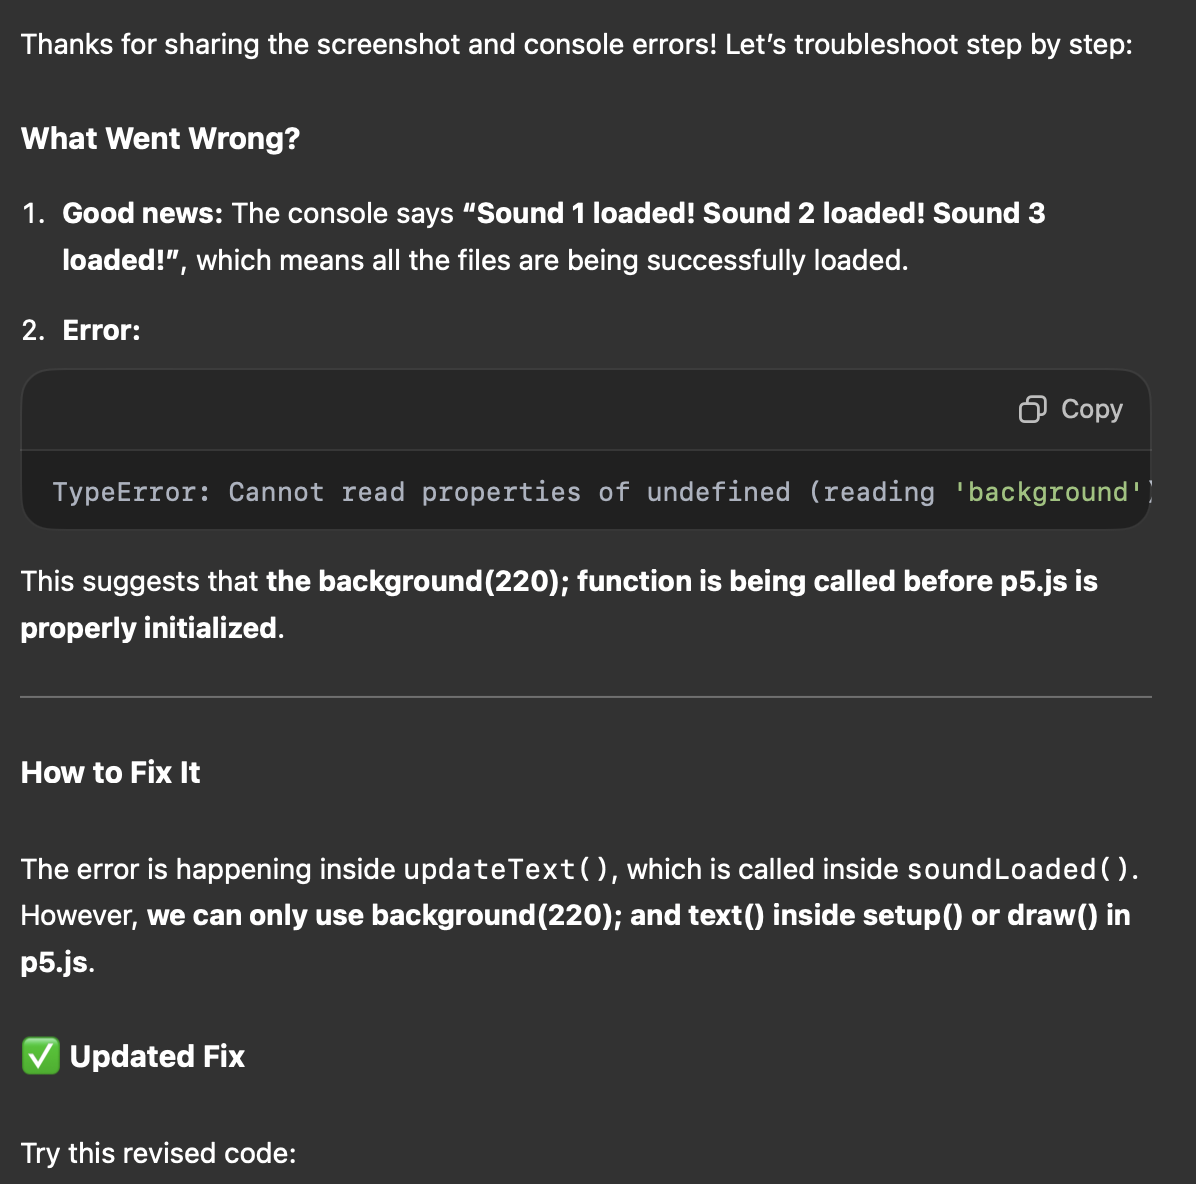 Thanks for sharing the screenshot and console errors! Let’s troubleshoot step by step:
What Went Wrong?
1. Good news: The console says “Sound 1 loaded! Sound 2 loaded! Sound 3
loaded!”, which means all the files are being successfully loaded.
2. Error:
Copy
TypeError: Cannot read properties of undefined (reading 'background')
This suggests that the background(220); function is being called before p5.js is
properly initialized.
How to Fix It
The error is happening inside updateText(), which is called inside soundLoaded().
However, we can only use background(220); and text() inside setup() or draw() in
p5.js.
✅ Updated Fix
Try this revised code: